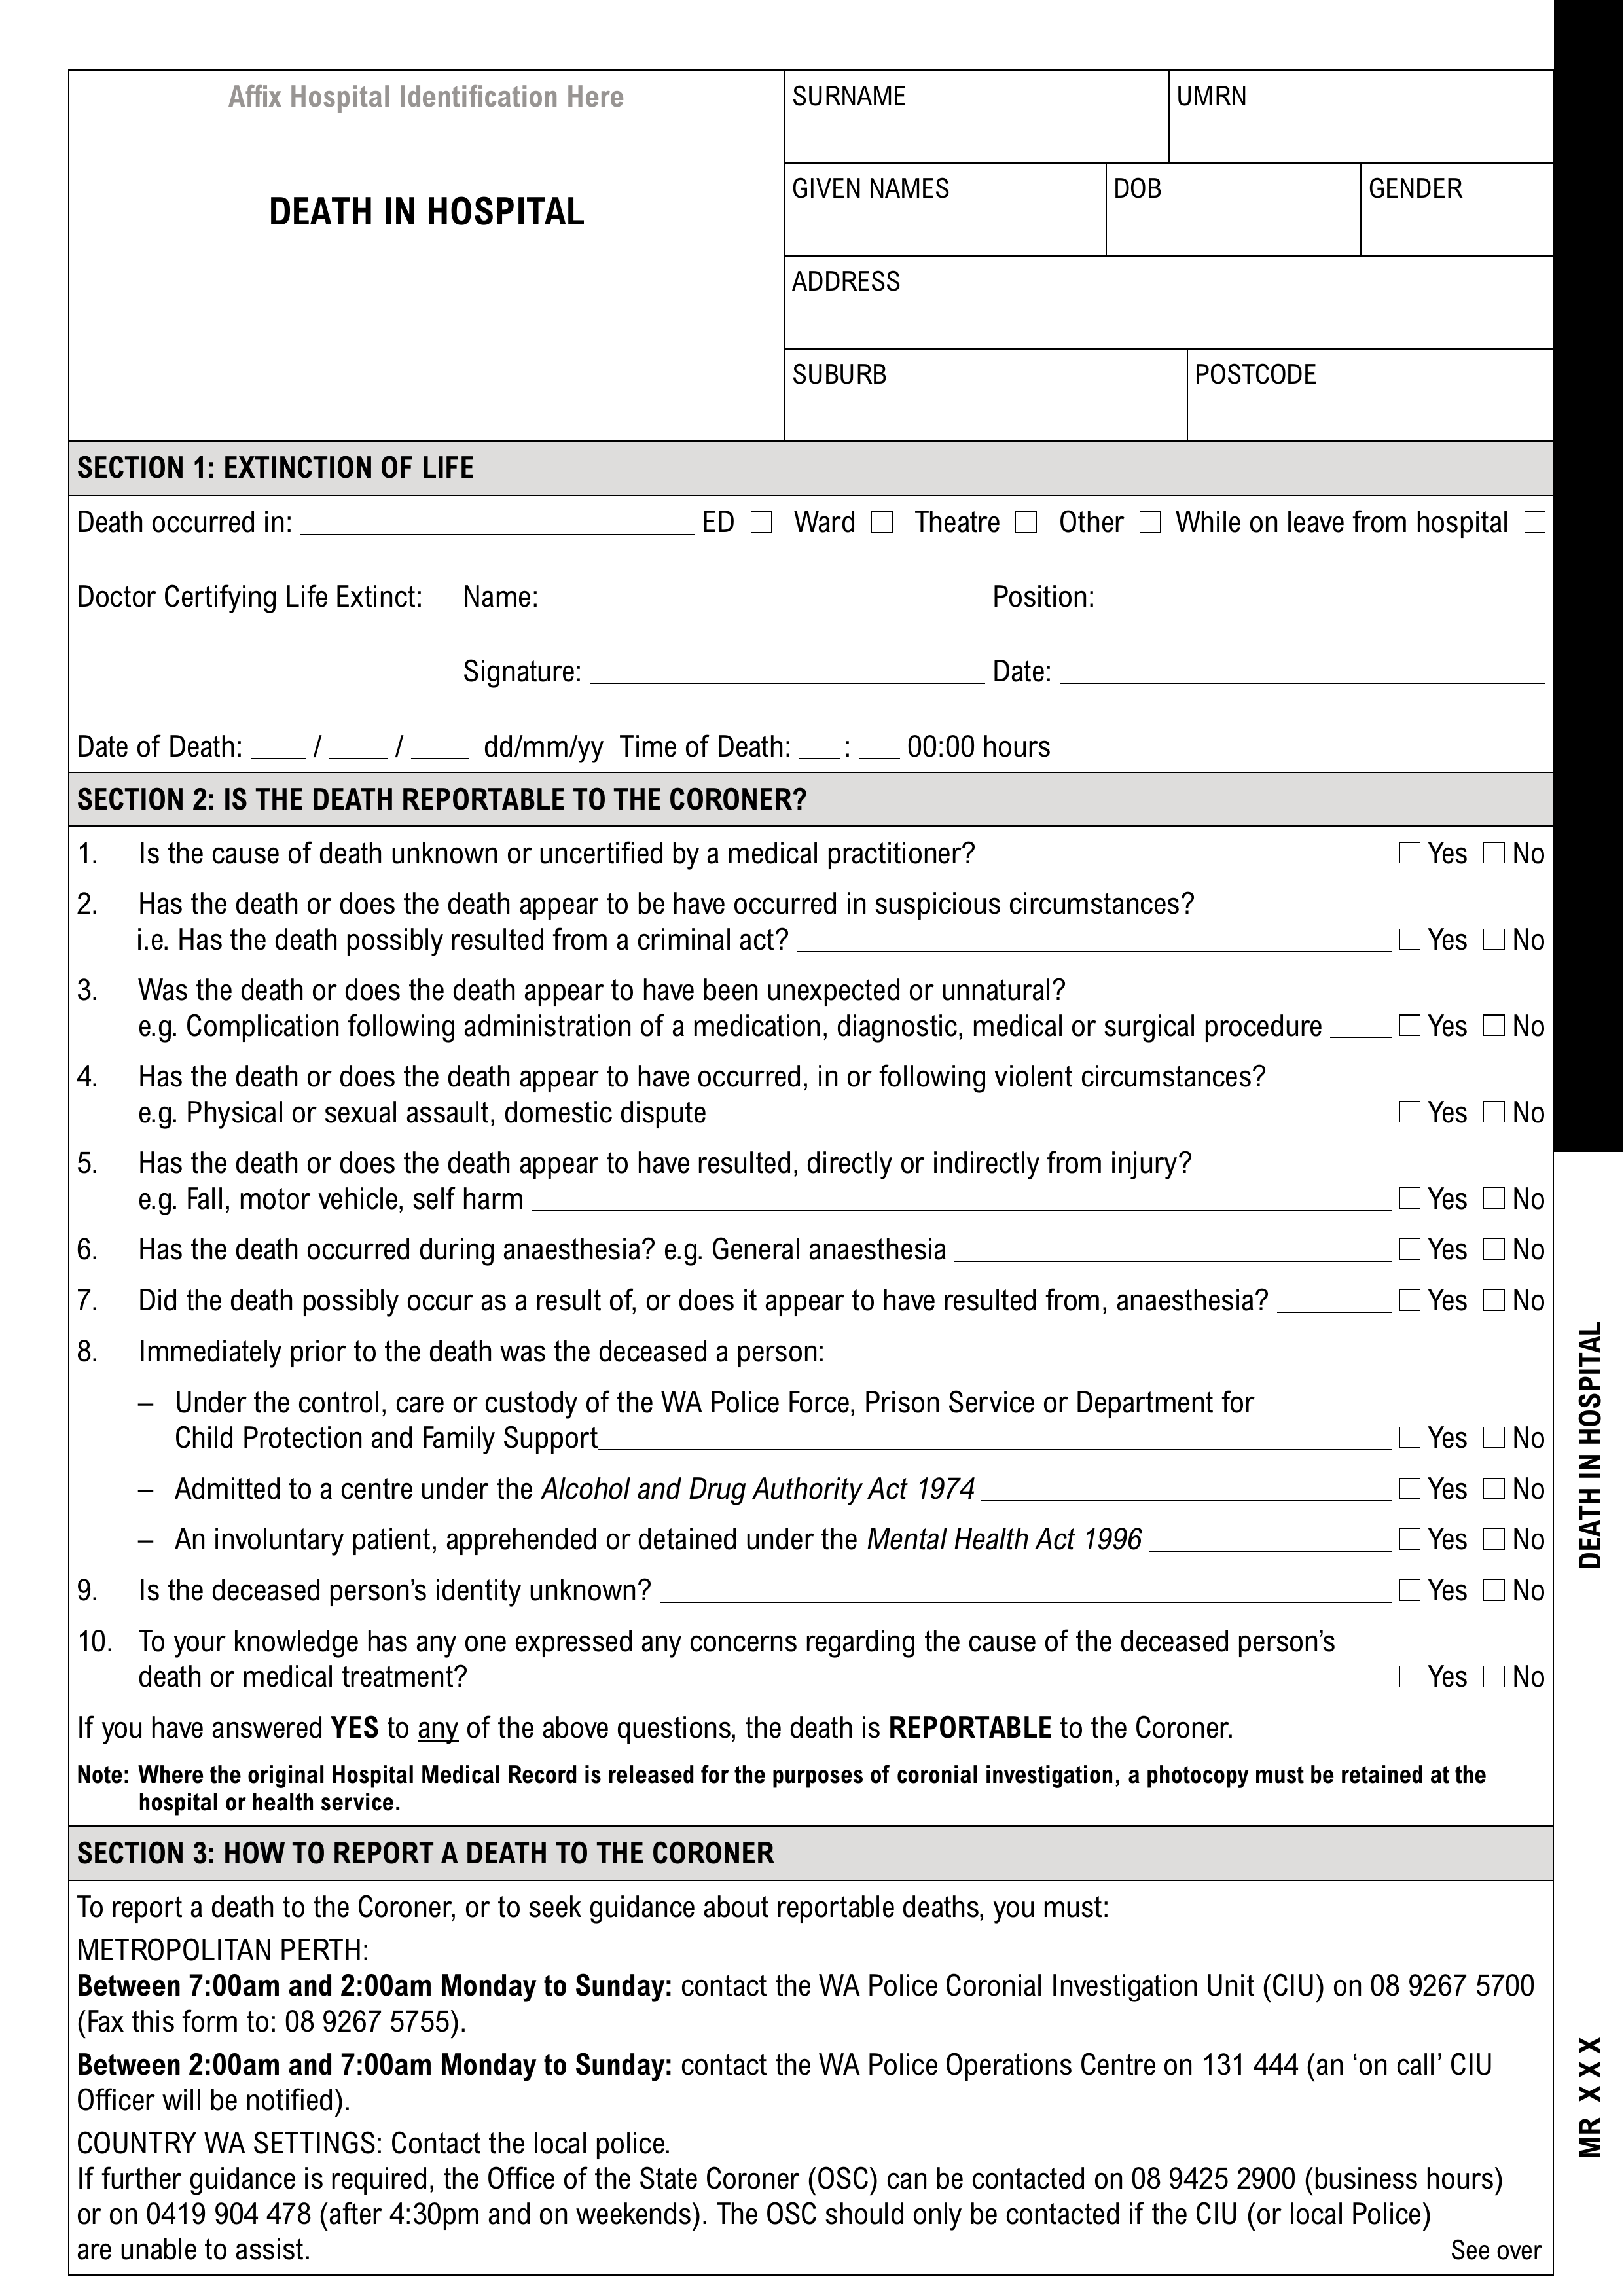 Affix Hospital Identification Here
DEATH IN HOSPITAL
SURNAME
UMRN
GIVEN NAMES
DOB
GENDER
ADDRESS
SUBURB
POSTCODE
SECTION 1: EXTINCTION OF LIFE
Death occurred in: ED Ward Theatre Other While on leave from hospital
Doctor Certifying Life Extinct: Name: Position:
Signature: Date:
Date of Death: / / dd/mm/yy Time of Death: : 00:00 hours
SECTION 2: IS THE DEATH REPORTABLE TO THE CORONER?
1. Is the cause of death unknown or uncertified by a medical practitioner? Yes No
2. Has the death or does the death appear to be have occurred in suspicious circumstances?
i.e. Has the death possibly resulted from a criminal act? Yes No
3. Was the death or does the death appear to have been unexpected or unnatural?
e.g. Complication following administration of a medication, diagnostic, medical or surgical procedure Yes No
4. Has the death or does the death appear to have occurred, in or following violent circumstances?
e.g. Physical or sexual assault, domestic dispute Yes No
5. Has the death or does the death appear to have resulted, directly or indirectly from injury?
e.g. Fall, motor vehicle, self harm Yes No
6. Has the death occurred during anaesthesia? e.g. General anaesthesia Yes No
7. Did the death possibly occur as a result of, or does it appear to have resulted from, anaesthesia? Yes No
8. Immediately prior to the death was the deceased a person:
– Under the control, care or custody of the WA Police Force, Prison Service or Department for
Child Protection and Family Support Yes No
– Admitted to a centre under the Alcohol and Drug Authority Act 1974 Yes No
– An involuntary patient, apprehended or detained under the Mental Health Act 1996 Yes No
9. Is the deceased person's identity unknown? Yes No
10. To your knowledge has any one expressed any concerns regarding the cause of the deceased person's
death or medical treatment? Yes No
If you have answered YES to any of the above questions, the death is REPORTABLE to the Coroner.
Note: Where the original Hospital Medical Record is released for the purposes of coronial investigation, a photocopy must be retained at the
hospital or health service.
SECTION 3: HOW TO REPORT A DEATH TO THE CORONER
To report a death to the Coroner, or to seek guidance about reportable deaths, you must:
METROPOLITAN PERTH:
Between 7:00am and 2:00am Monday to Sunday: contact the WA Police Coronial Investigation Unit (CIU) on 08 9267 5700
(Fax this form to: 08 9267 5755).
Between 2:00am and 7:00am Monday to Sunday: contact the WA Police Operations Centre on 131 444 (an 'on call' CIU
Officer will be notified).
COUNTRY WA SETTINGS: Contact the local police.
If further guidance is required, the Office of the State Coroner (OSC) can be contacted on 08 9425 2900 (business hours)
or on 0419 904 478 (after 4:30pm and on weekends). The OSC should only be contacted if the CIU (or local Police)
are unable to assist.
See over
DEATH IN HOSPITAL
MR XXX